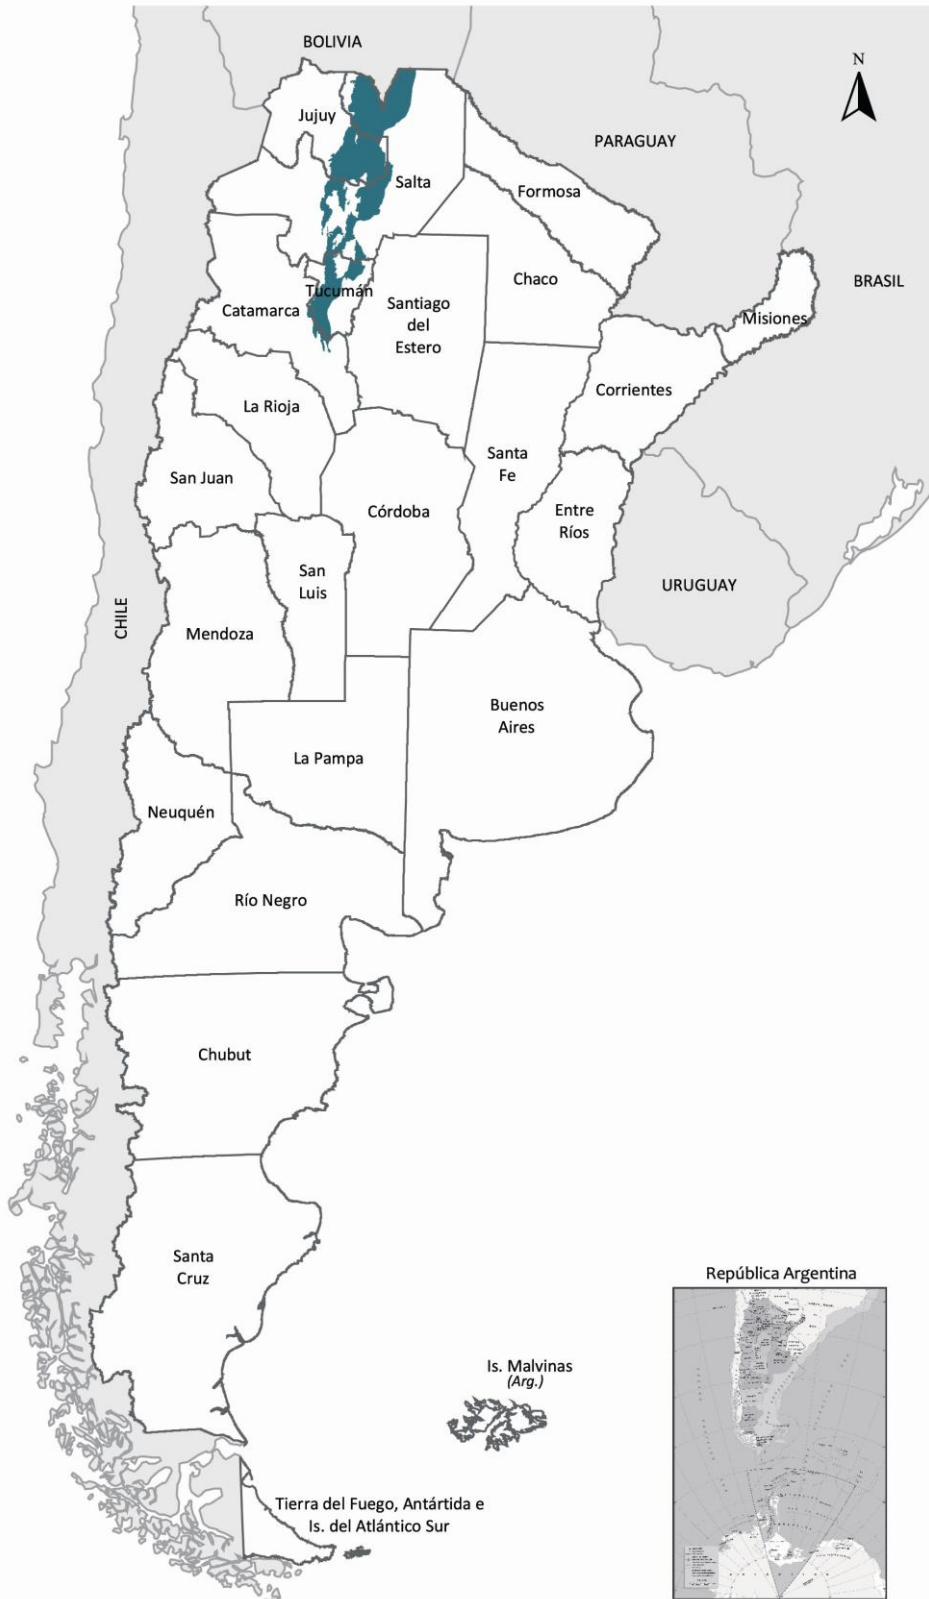 BOLIVIA
N
Jujuy
PARAGUAY
Salta
Formosa
Chaco
BRASIL
Tucumán
Catamarca
Santiago
del
Estero
Misiones
Corrientes
La Rioja
Santa
Fe
San Juan
Córdoba
Entre
Ríos
San
Luis
URUGUAY
CHILE
Mendoza
Buenos
Aires
La Pampa
Neuquén
Río Negro
Chubut
Santa
Cruz
República Argentina
Is. Malvinas
(Arg.)
Tierra del Fuego, Antártida e
Is. del Atlántico Sur